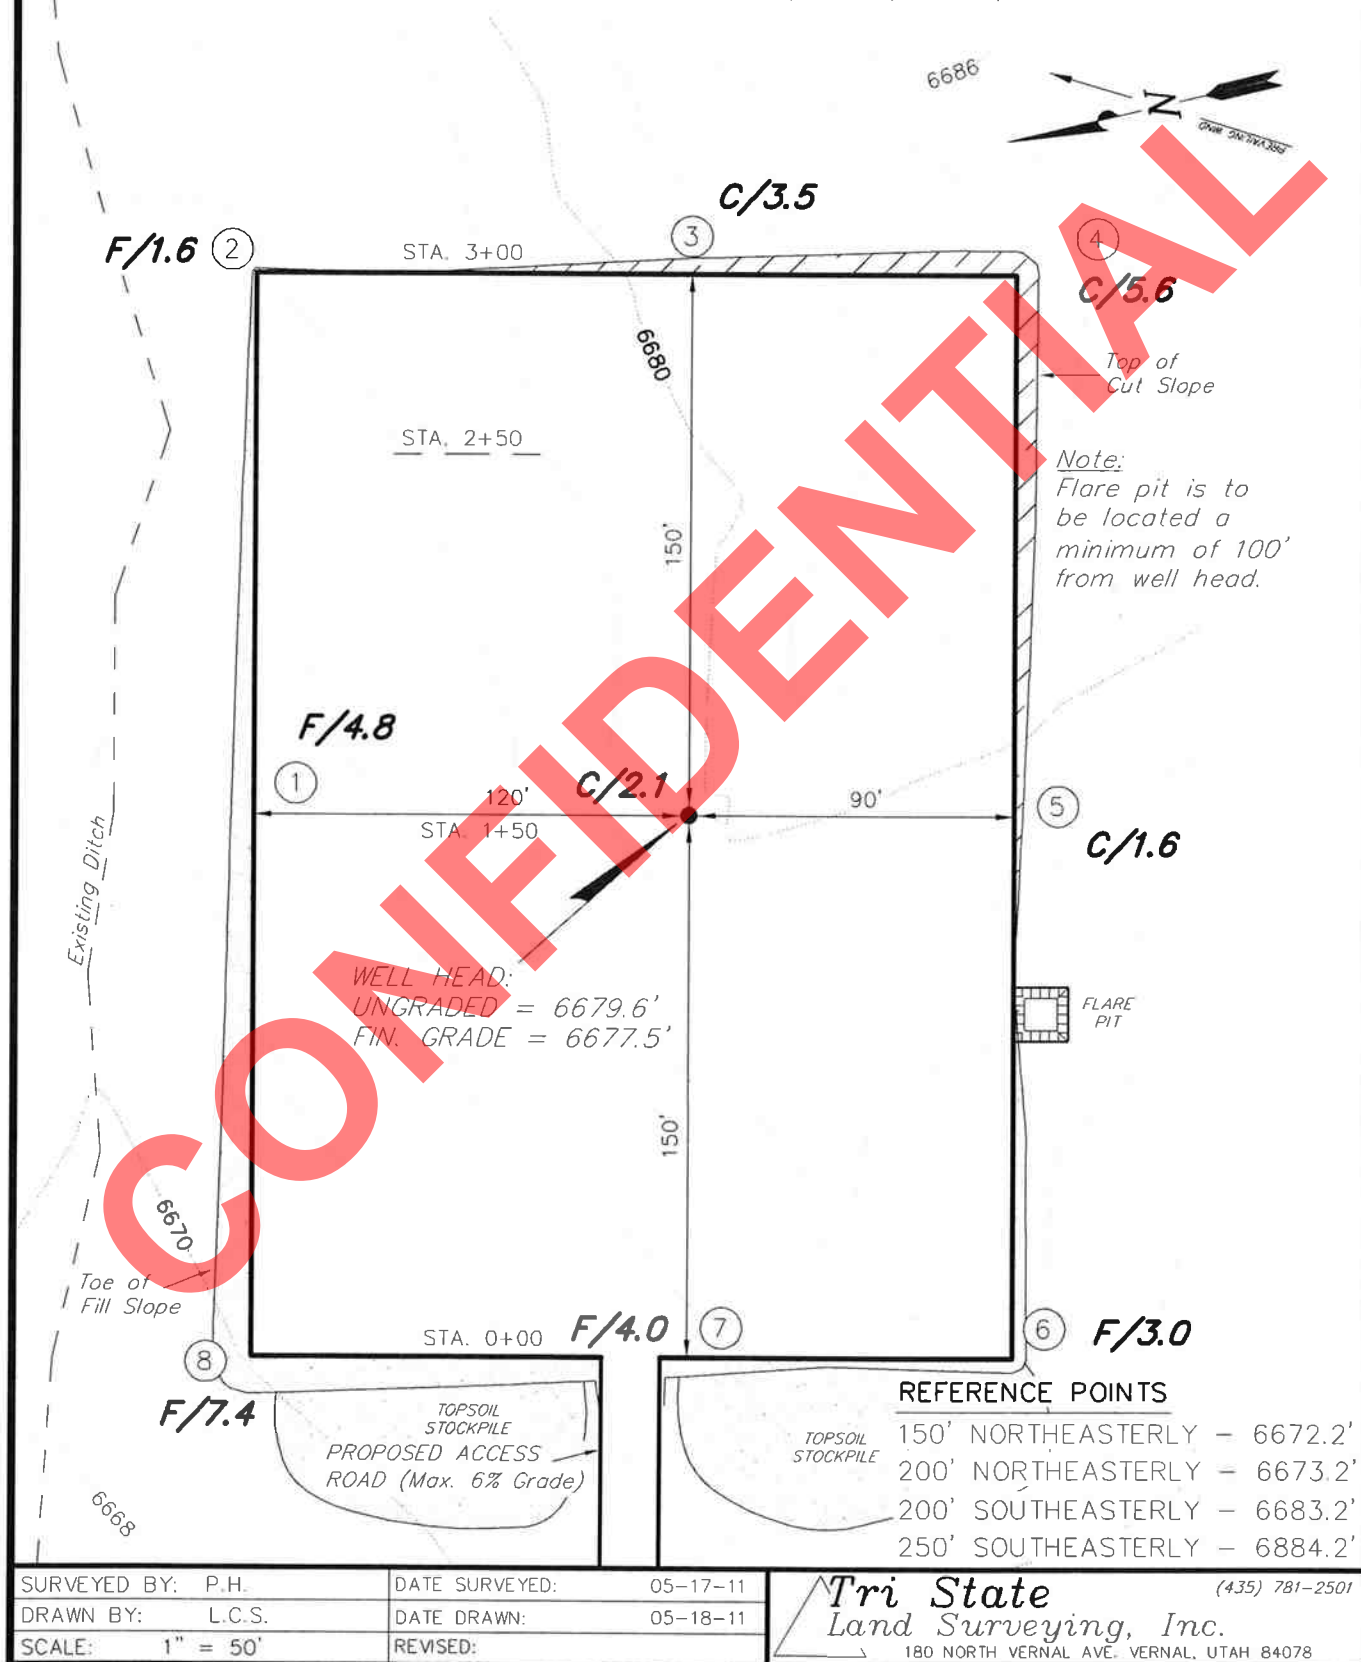 6686
N
PREVAILING WIND
C/3.5
F/1.6
2
STA. 3+00
3
4
C/5.6
6680
Top of
Cut Slope
STA. 2+50
Note:
Flare pit is to
be located a
minimum of 100'
from well head.
150'
F/4.8
1
120'
C/2.1
90'
5
STA. 1+50
C/1.6
Existing Ditch
WELL HEAD:
UNGRADED = 6679.6'
FIN. GRADE = 6677.5'
FLARE
PIT
150'
6670
Toe of
Fill Slope
STA. 0+00
F/4.0
7
6
F/3.0
8
F/7.4
TOPSOIL
STOCKPILE
PROPOSED ACCESS
ROAD (Max. 6% Grade)
TOPSOIL
STOCKPILE
6668
REFERENCE POINTS
150' NORTHEASTERLY - 6672.2'
200' NORTHEASTERLY - 6673.2'
200' SOUTHEASTERLY - 6683.2'
250' SOUTHEASTERLY - 6884.2'
CONFIDENTIAL
SURVEYED BY: P.H. DATE SURVEYED: 05-17-11
DRAWN BY: L.C.S. DATE DRAWN: 05-18-11
SCALE: 1" = 50' REVISED:
Tri State (435) 781-2501
Land Surveying, Inc.
180 NORTH VERNAL AVE. VERNAL, UTAH 84078